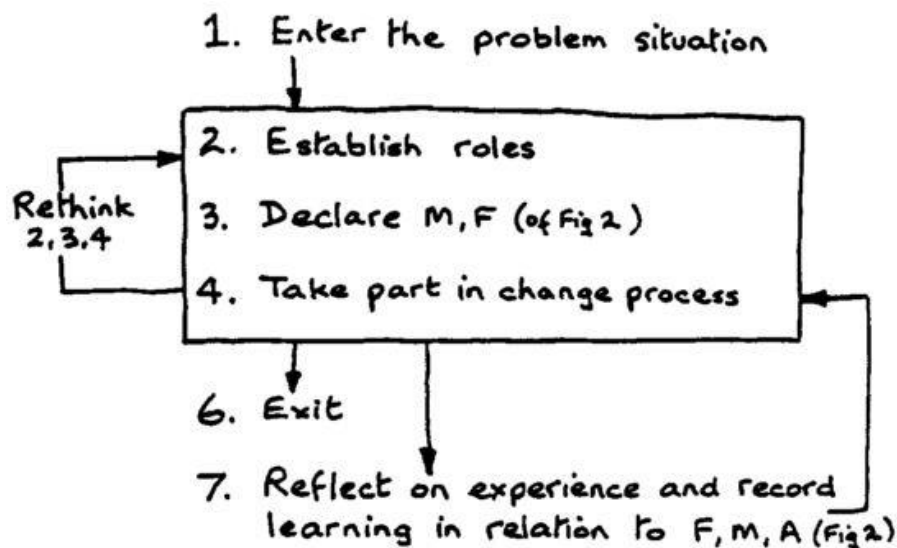 1. Enter the problem situation
2. Establish roles
Rethink
2,3,4
3. Declare M, F (of Fig 2)
4. Take part in change process
6. Exit
7. Reflect on experience and record
learning in relation to F, M, A (Fig 2)